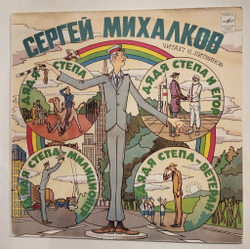 СЕРГЕЙ МИХАЛКОВ
ЧИТАЕТ Н. ЛИТВИНОВ
ДЯДЯ СТЕПА
ДЯДЯ СТЕПА И ЕГОР
ДЯДЯ СТЕПА-МИЛИЦИОНЕР
ДЯДЯ СТЕПА-ВЕТЕРАН